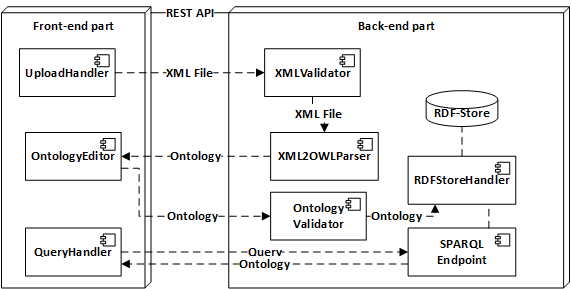 Front-end part
REST API
Back-end part
UploadHandler
XML File
XMLValidator
XML File
RDF-Store
OntologyEditor
Ontology
XML2OWLParser
RDFStoreHandler
Ontology
Ontology
Validator
Ontology
QueryHandler
Query
Ontology
SPARQL
Endpoint